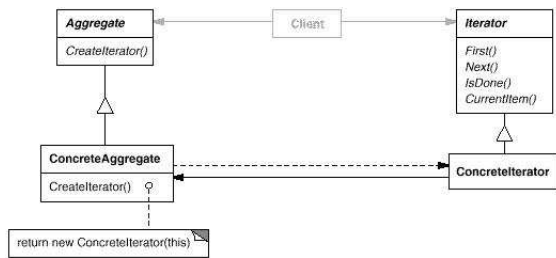 Aggregate
CreateIterator()
Client
Iterator
First()
Next()
IsDone()
CurrentItem()
ConcreteAggregate
CreateIterator()
ConcreteIterator
return new ConcreteIterator(this)